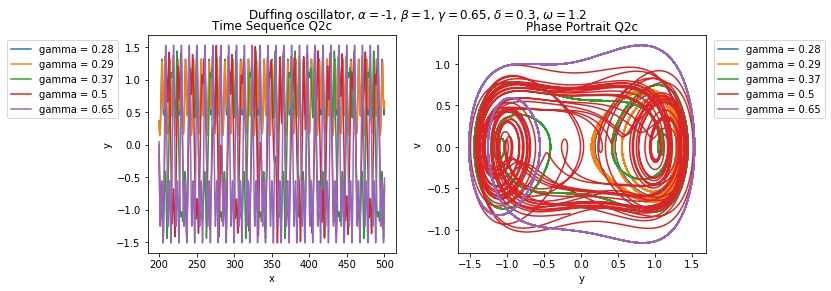 Duffing oscillator, α = -1, β = 1, γ = 0.65, δ = 0.3, ω = 1.2
Time Sequence Q2c
Phase Portrait Q2c
gamma = 0.28
gamma = 0.29
gamma = 0.37
gamma = 0.5
gamma = 0.65
1.5
1.0
0.5
0.0
−0.5
−1.0
−1.5
y
200
250
300
350
400
450
500
x
1.0
0.5
0.0
−0.5
−1.0
v
−1.5
−1.0
−0.5
0.0
0.5
1.0
1.5
y
gamma = 0.28
gamma = 0.29
gamma = 0.37
gamma = 0.5
gamma = 0.65